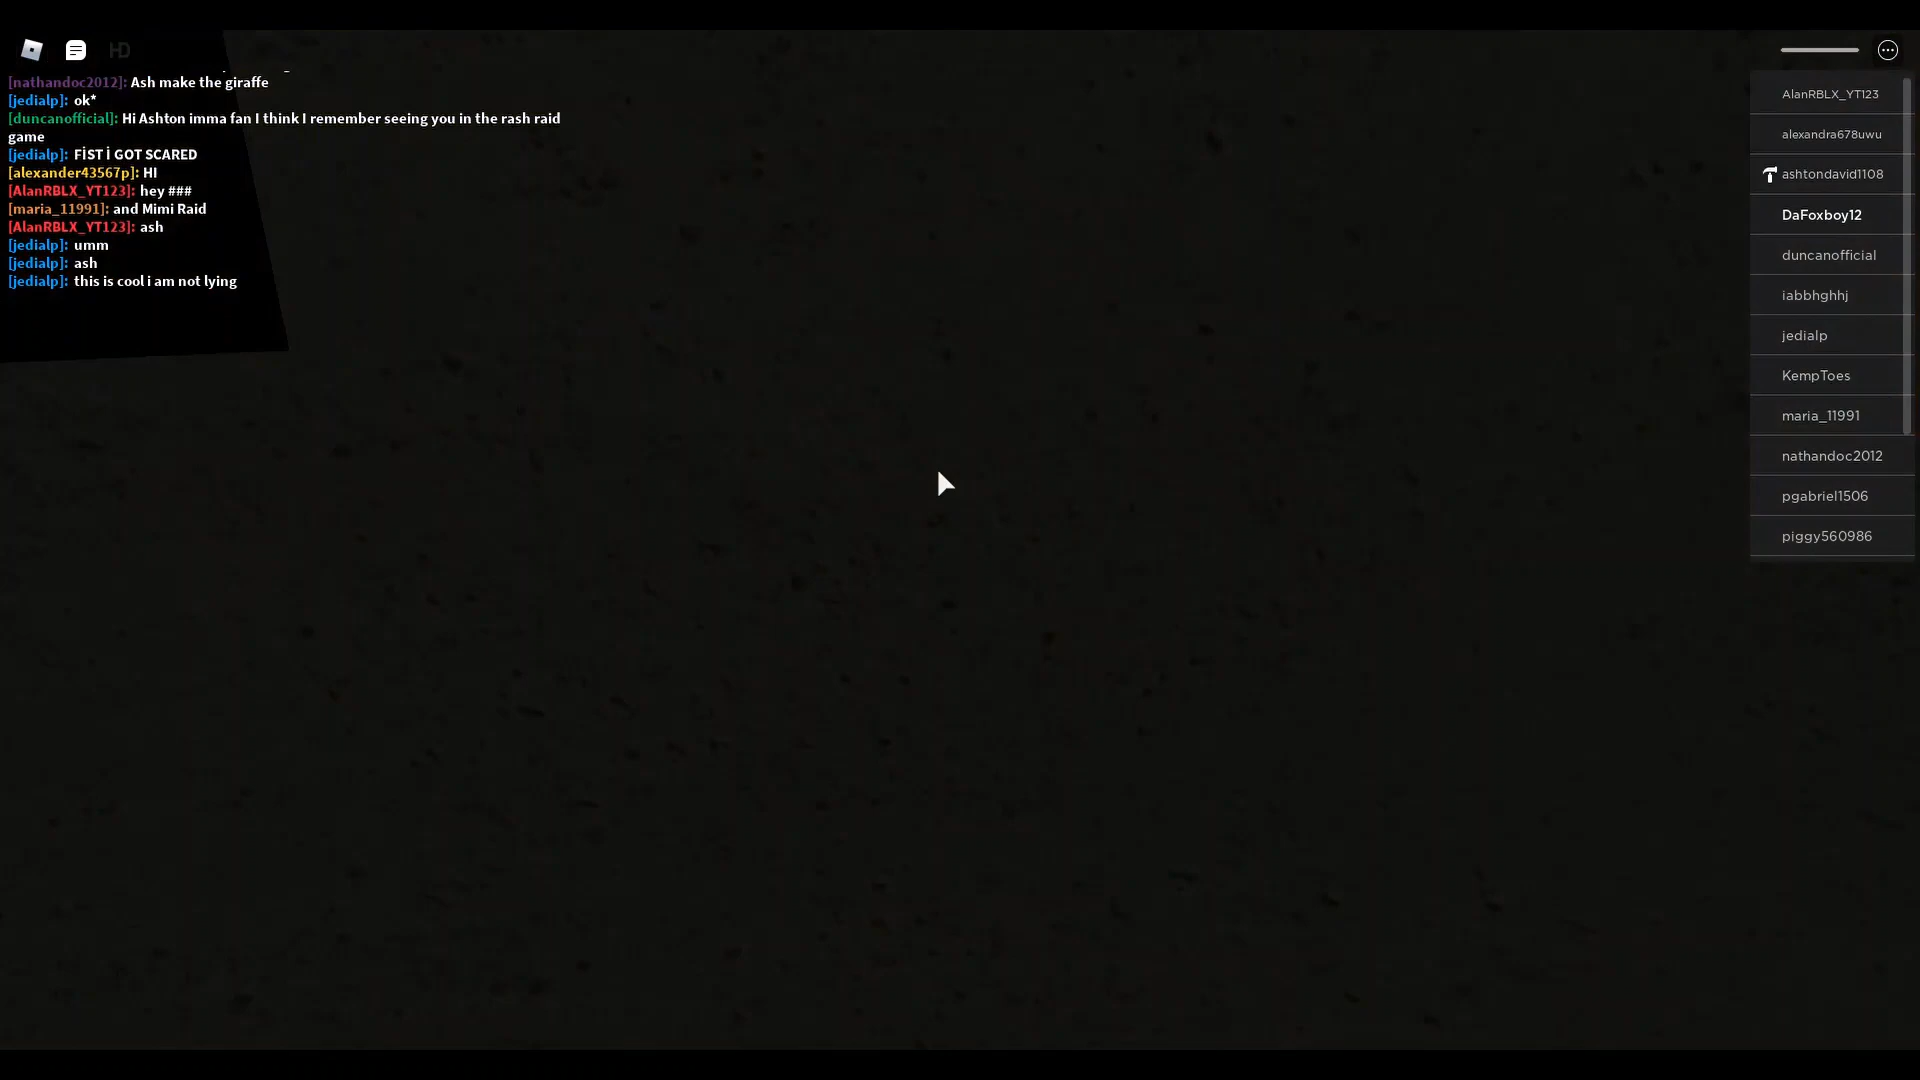 HD
[nathandoc2012]: Ash make the giraffe
[jedialp]: ok*
[duncanofficial]: Hi Ashton imma fan I think I remember seeing you in the rash raid
game
[jedialp]: FİST İ GOT SCARED
[alexander43567p]: HI
[AlanRBLX_YT123]: hey ###
[maria_11991]: and Mimi Raid
[AlanRBLX_YT123]: ash
[jedialp]: umm
[jedialp]: ash
[jedialp]: this is cool i am not lying
AlanRBLX_YT123
alexandra678uwu
ashtondavid1108
DaFoxboy12
duncanofficial
iabbhghhj
jedialp
KempToes
maria_11991
nathandoc2012
pgabriel1506
piggy560986